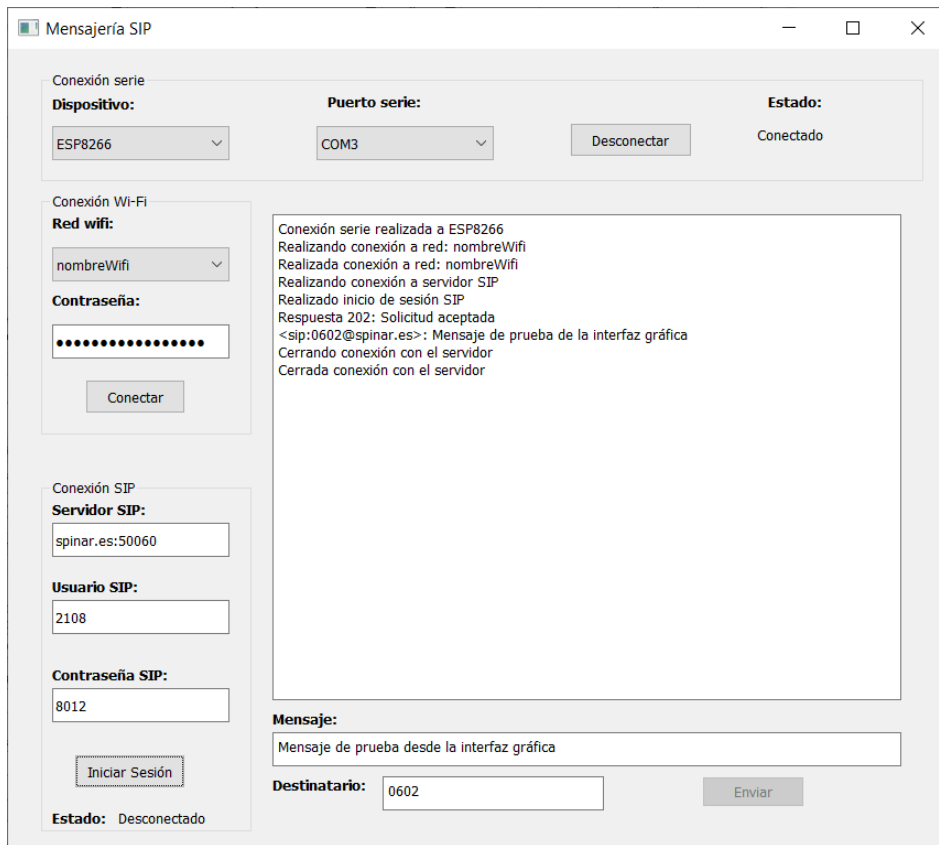 Mensajería SIP
Conexión serie
Dispositivo:
Puerto serie:
Estado:
ESP8266
COM3
Desconectar
Conectado
Conexión Wi-Fi
Red wifi:
nombreWifi
Contraseña:
•••••••••••••••••
Conectar
Conexión serie realizada a ESP8266
Realizando conexión a red: nombreWifi
Realizada conexión a red: nombreWifi
Realizando conexión a servidor SIP
Realizado inicio de sesión SIP
Respuesta 202: Solicitud aceptada
<sip:0602@spinar.es>: Mensaje de prueba de la interfaz gráfica
Cerrando conexión con el servidor
Cerrada conexión con el servidor
Conexión SIP
Servidor SIP:
spinar.es:50060
Usuario SIP:
2108
Contraseña SIP:
8012
Iniciar Sesión
Estado: Desconectado
Mensaje:
Mensaje de prueba desde la interfaz gráfica
Destinatario:
0602
Enviar